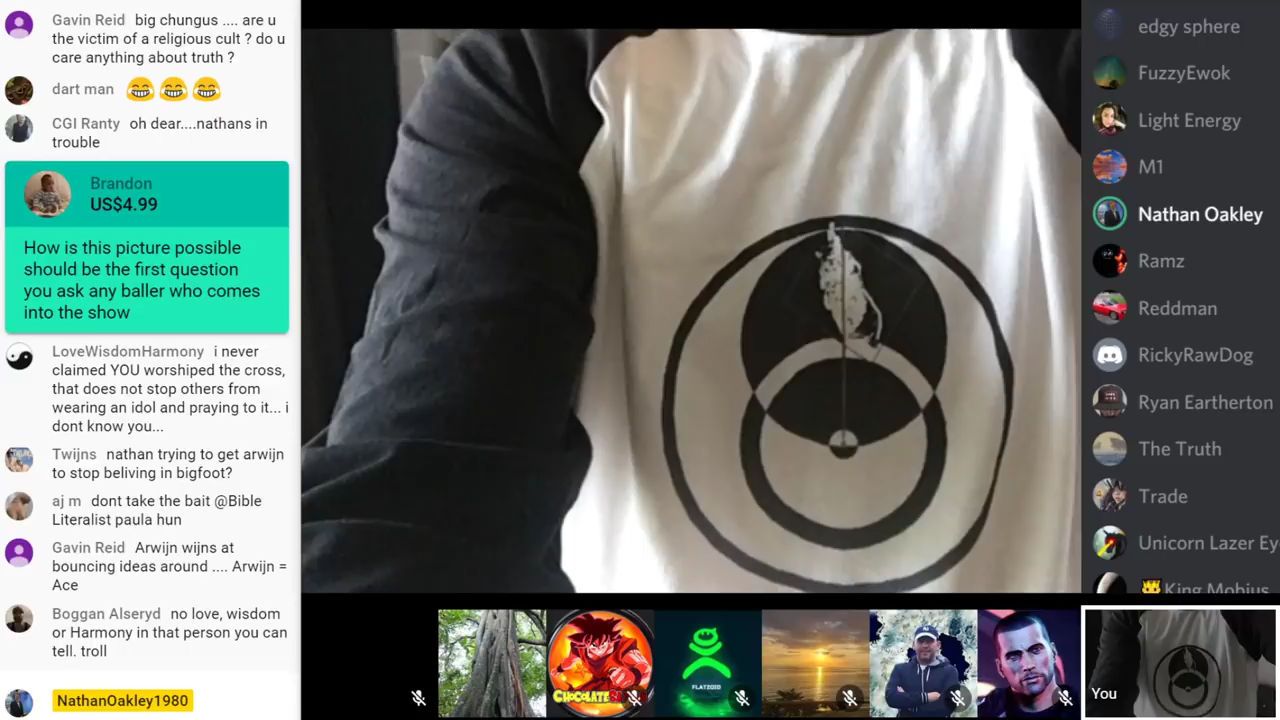 Gavin Reid big chungus .... are u
the victim of a religious cult ? do u
care anything about truth ?
dart man
CGI Ranty oh dear....nathans in
trouble
Brandon
US$4.99
How is this picture possible
should be the first question
you ask any baller who comes
into the show
LoveWisdomHarmony i never
claimed YOU worshiped the cross,
that does not stop others from
wearing an idol and praying to it... i
dont know you...
Twijns nathan trying to get arwijn
to stop beliving in bigfoot?
aj m dont take the bait @Bible
Literalist paula hun
Gavin Reid Arwijn wijns at
bouncing ideas around .... Arwijn =
Ace
Boggan Alseryd no love, wisdom
or Harmony in that person you can
tell. troll
NathanOakley1980
FLATZOID
You
edgy sphere
FuzzyEwok
Light Energy
M1
Nathan Oakley
Ramz
Reddman
RickyRawDog
Ryan Eartherton
The Truth
Trade
Unicorn Lazer Ey
King Mobius